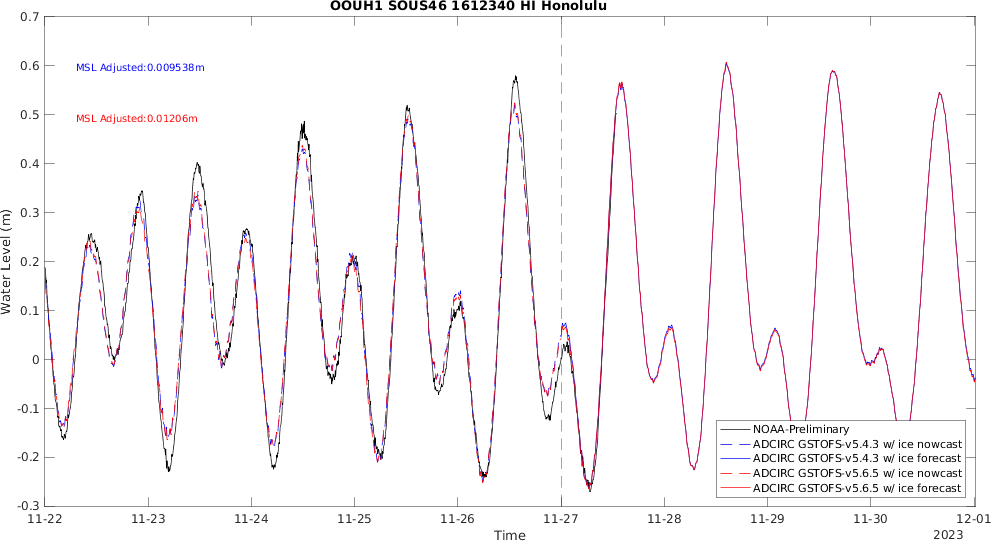 OOUH1 SOUS46 1612340 HI Honolulu
MSL Adjusted:0.009538m
MSL Adjusted:0.01206m
Water Level (m)
0.7
0.6
0.5
0.4
0.3
0.2
0.1
0
-0.1
-0.2
-0.3
NOAA-Preliminary
ADCIRC GSTOFS-v5.4.3 w/ ice nowcast
ADCIRC GSTOFS-v5.4.3 w/ ice forecast
ADCIRC GSTOFS-v5.6.5 w/ ice nowcast
ADCIRC GSTOFS-v5.6.5 w/ ice forecast
11-22 11-23 11-24 11-25 11-26 11-27 11-28 11-29 11-30 12-01
Time
2023